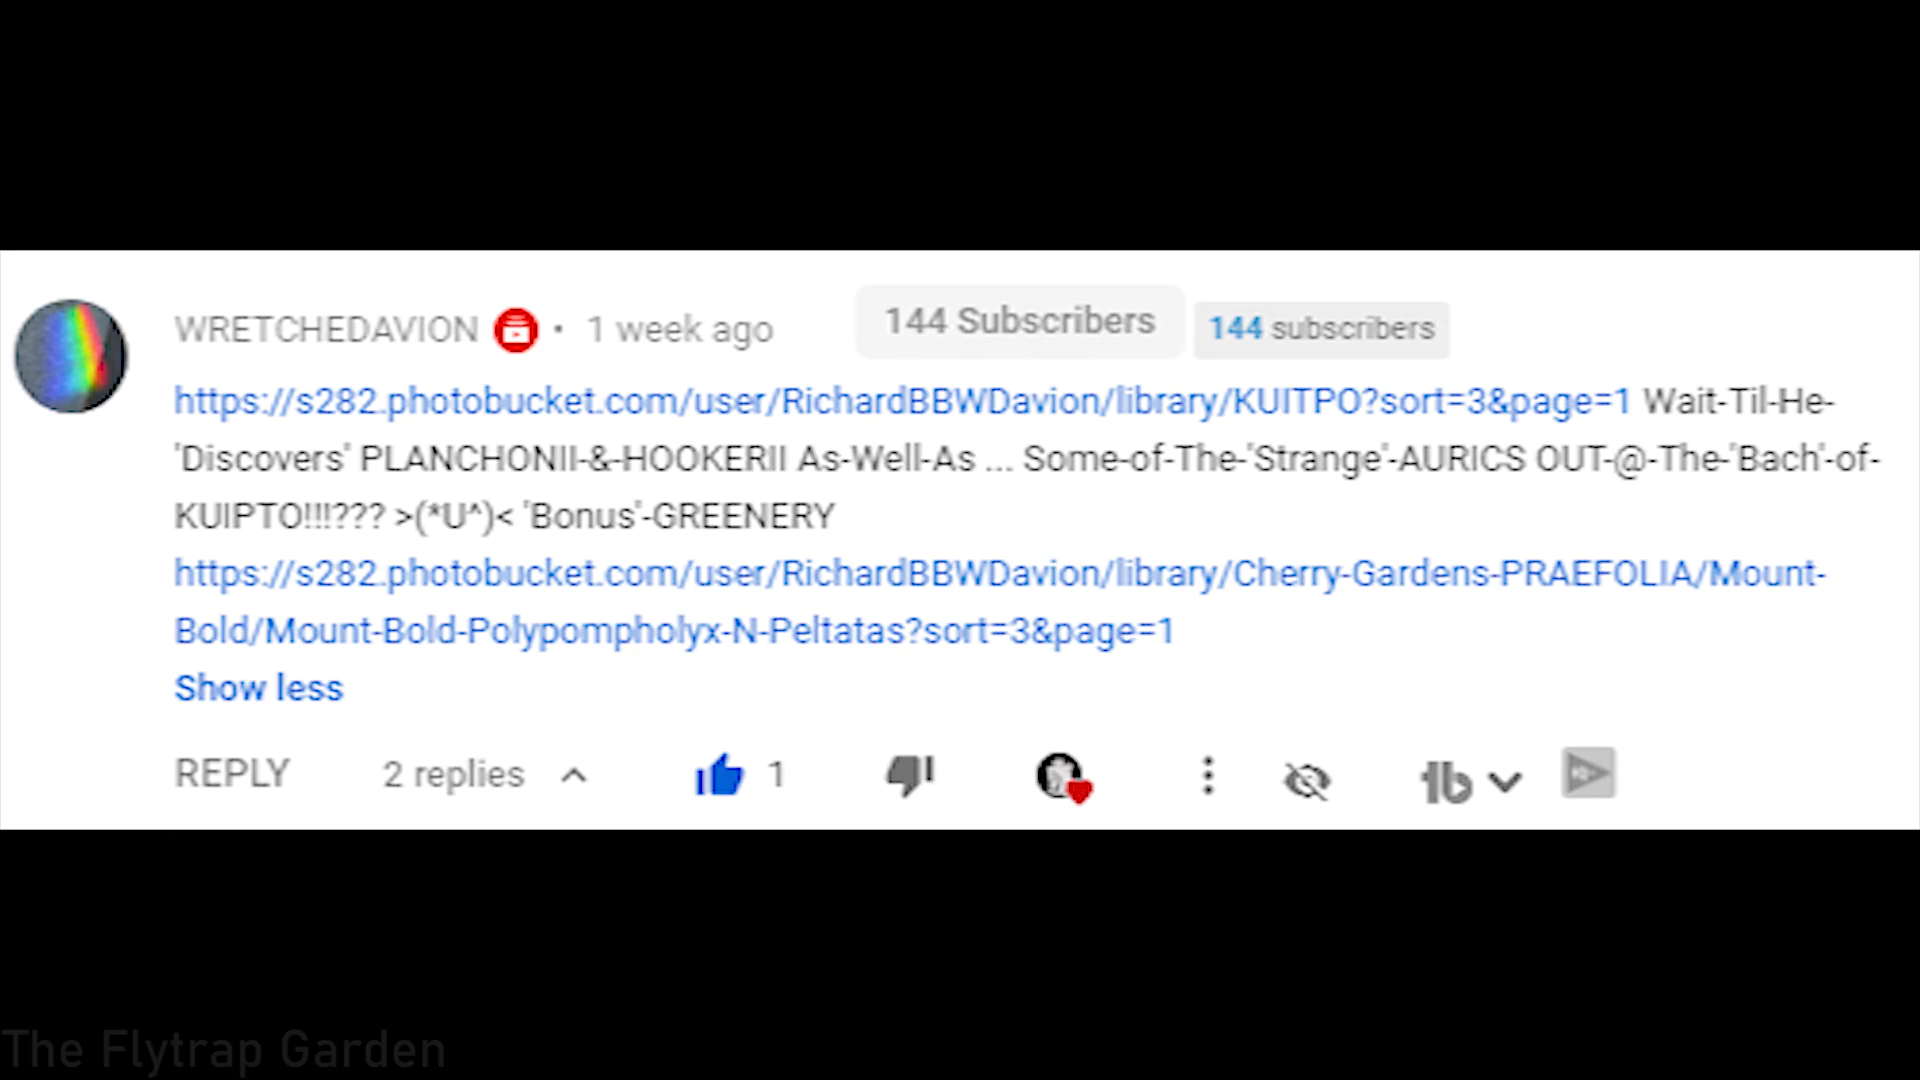 WRETCHEDAVION • 1 week ago 144 Subscribers 144 subscribers
https://s282.photobucket.com/user/RichardBBWDavion/library/KUITPO?sort=3&page=1 Wait-Til-He-
'Discovers' PLANCHONII-&-HOOKERII As-Well-As ... Some-of-The-'Strange'-AURICS OUT-@-The-'Bach'-of-
KUIPTO!!!??? >(*U^)< 'Bonus'-GREENERY
https://s282.photobucket.com/user/RichardBBWDavion/library/Cherry-Gardens-PRAEFOLIA/Mount-
Bold/Mount-Bold-Polypompholyx-N-Peltatas?sort=3&page=1
Show less
REPLY 2 replies 1
The Flytrap Garden